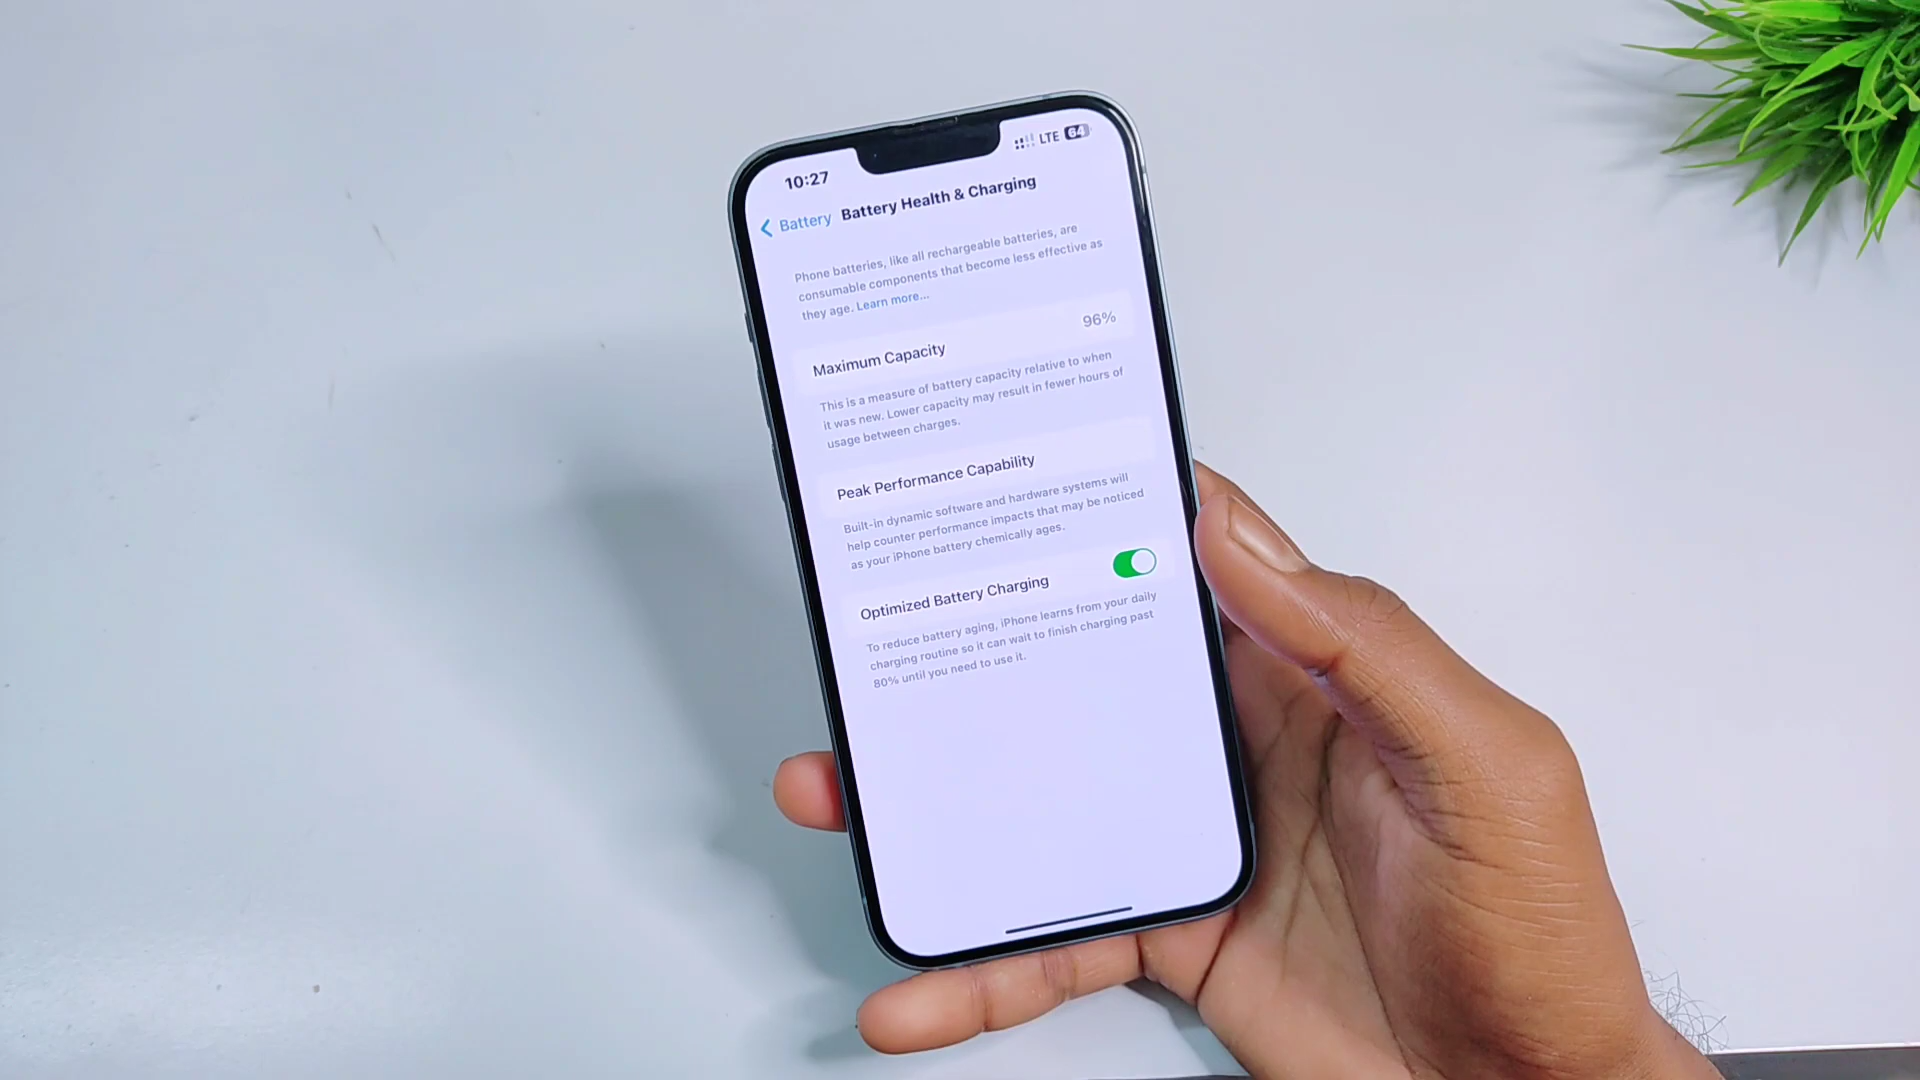 10:27
LTE 64
Battery Battery Health & Charging
Phone batteries, like all rechargeable batteries, are
consumable components that become less effective as
they age. Learn more...
Maximum Capacity 96%
This is a measure of battery capacity relative to when
it was new. Lower capacity may result in fewer hours of
usage between charges.
Peak Performance Capability
Built-in dynamic software and hardware systems will
help counter performance impacts that may be noticed
as your iPhone battery chemically ages.
Optimized Battery Charging
To reduce battery aging, iPhone learns from your daily
charging routine so it can wait to finish charging past
80% until you need to use it.